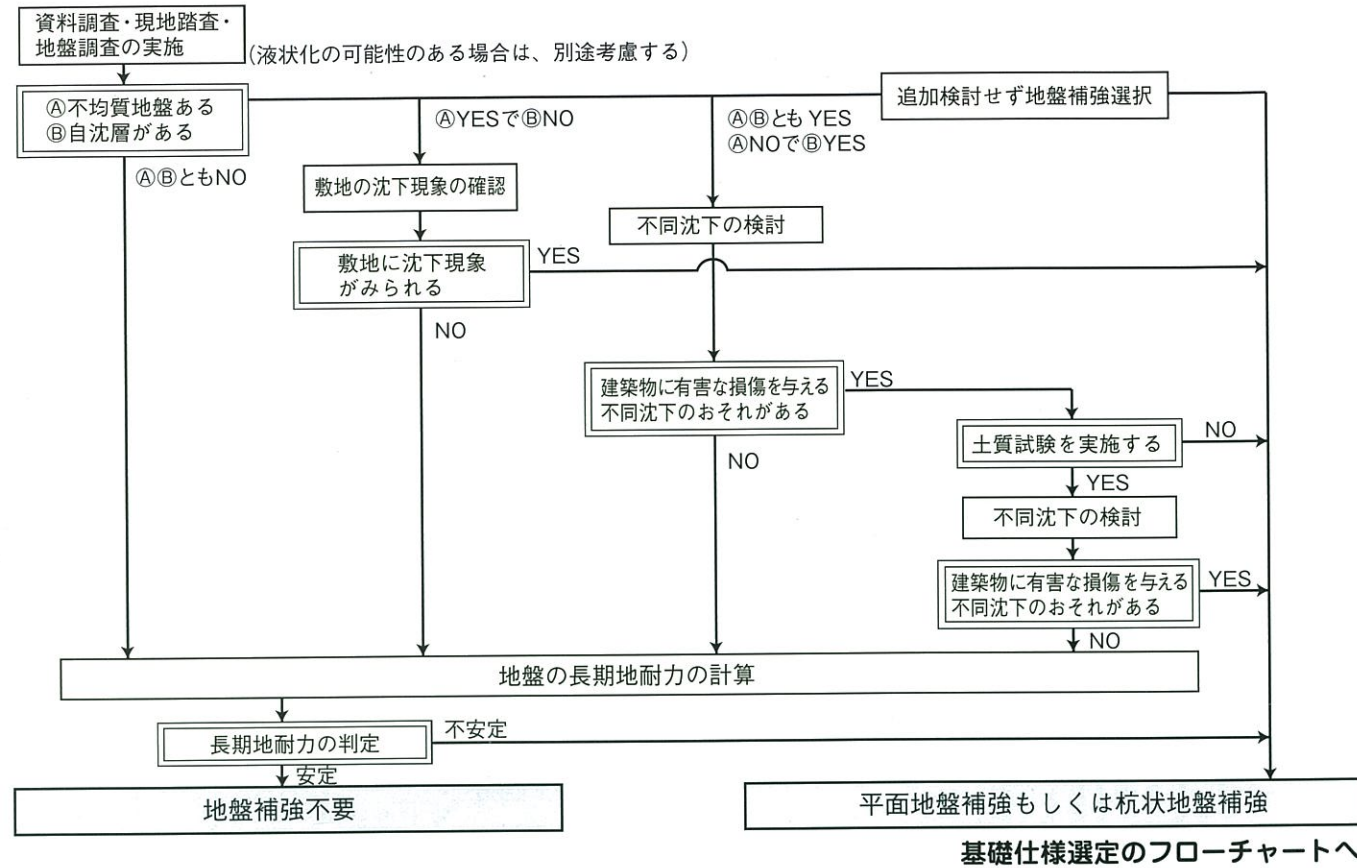 資料調査・現地踏査・
地盤調査の実施
(液状化の可能性のある場合は、別途考慮する)
Ⓐ不均質地盤ある
Ⓑ自沈層がある
追加検討せず地盤補強選択
ⒶYESでⒷNO
ⒶⒷともYES
ⒶNOでⒷYES
ⒶⒷともNO
敷地の沈下現象の確認
不同沈下の検討
敷地に沈下現象
がみられる
YES
NO
建築物に有害な損傷を与える
不同沈下のおそれがある
YES
NO
土質試験を実施する
NO
YES
不同沈下の検討
建築物に有害な損傷を与える
不同沈下のおそれがある
YES
NO
地盤の長期地耐力の計算
長期地耐力の判定
不安定
安定
地盤補強不要
平面地盤補強もしくは杭状地盤補強
基礎仕様選定のフローチャートへ